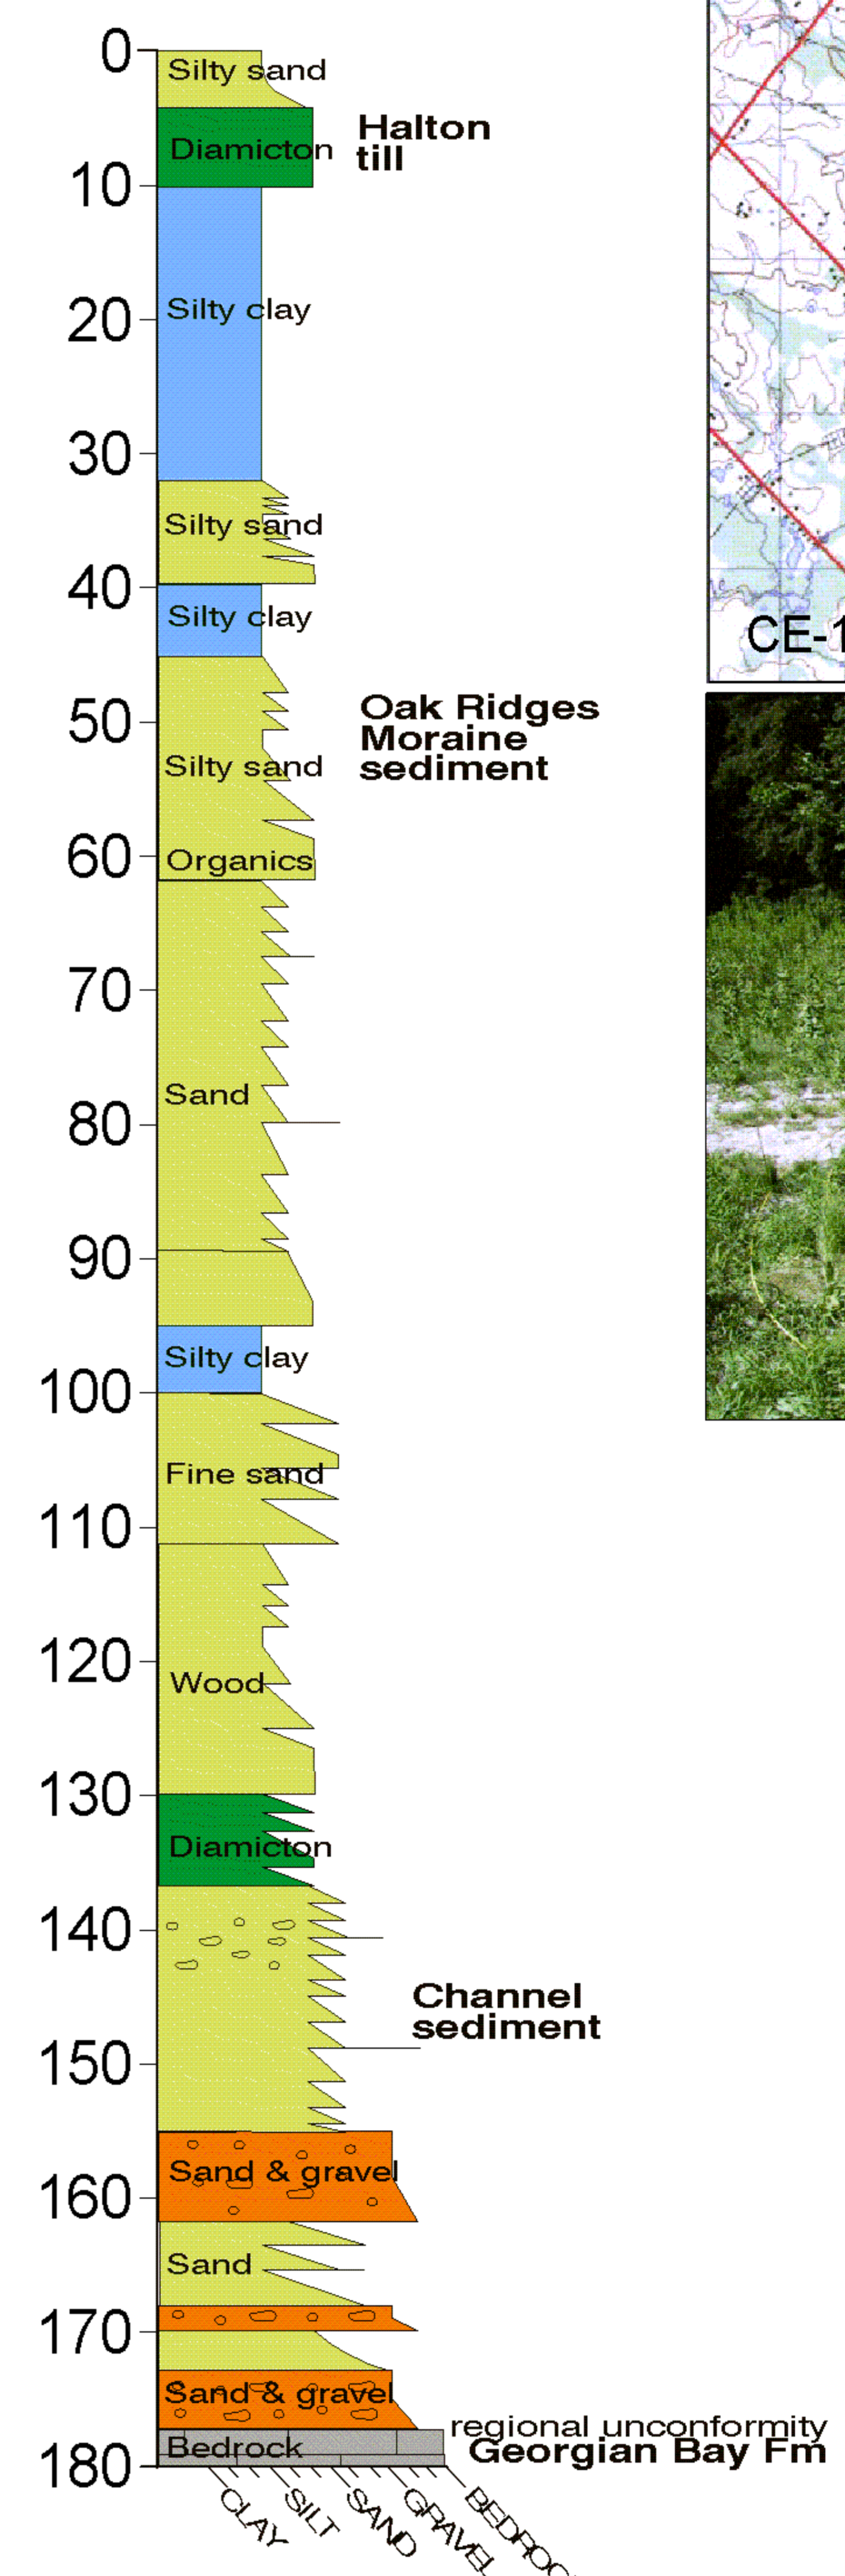 0
Silty sand
Halton
till
Diamicton
10
Silty clay
20
30
Silty sand
40
Silty clay
CE-1
50
Oak Ridges
Moraine
sediment
Silty sand
60
Organics
70
Sand
80
90
Silty clay
100
Fine sand
110
120
Wood
130
Diamicton
140
Channel
sediment
150
Sand & gravel
160
Sand
170
Sand & gravel
regional unconformity
Bedrock
Georgian Bay Fm
180
CLAY
SILT
SAND
GRAVEL